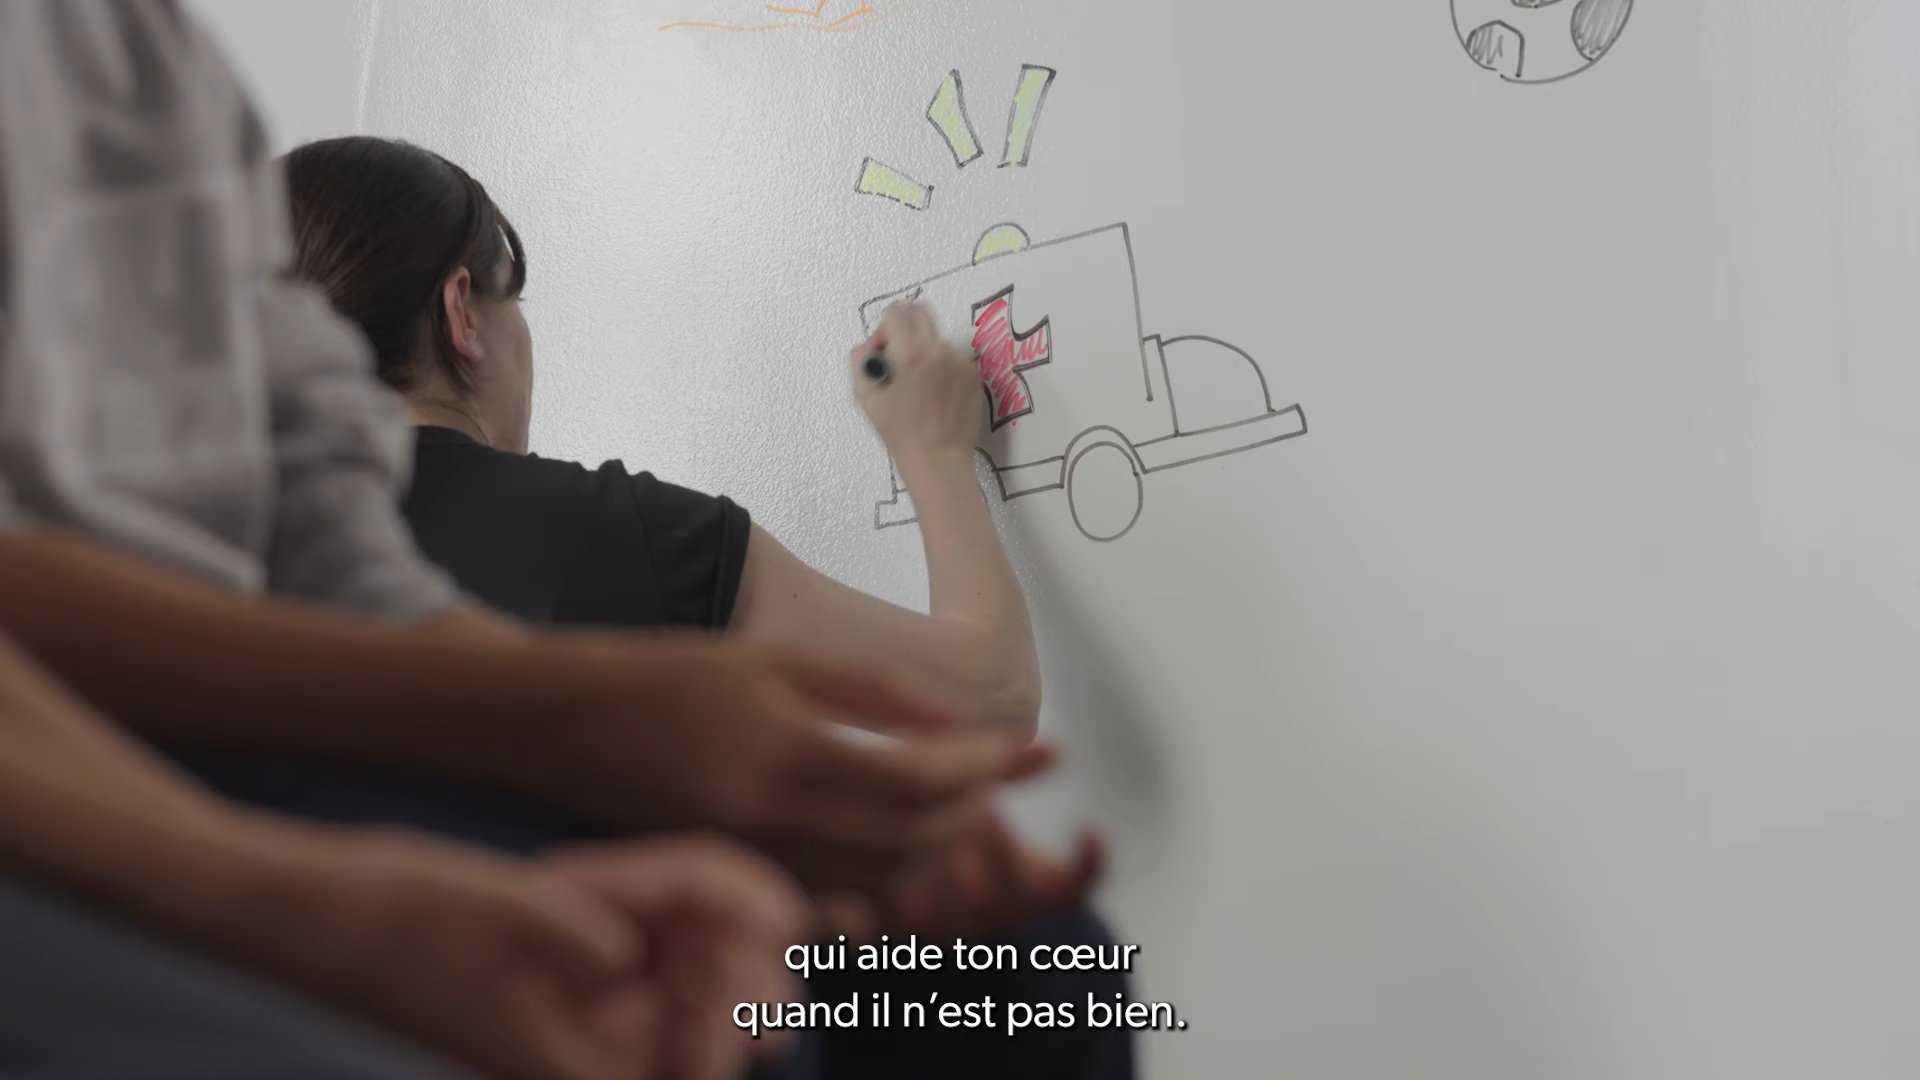 qui aide ton cœur
quand il n’est pas bien.